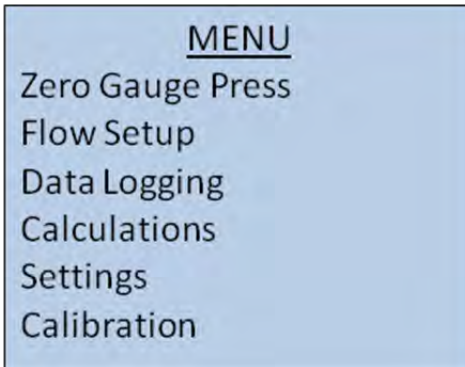 MENU
Zero Gauge Press
Flow Setup
Data Logging
Calculations
Settings
Calibration